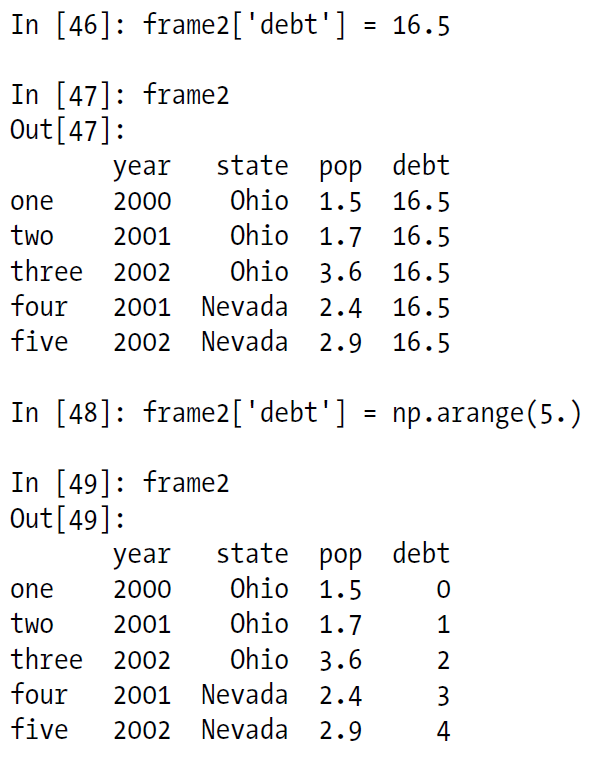 In [46]: frame2['debt'] = 16.5
In [47]: frame2
Out[47]:
       year   state  pop  debt
one    2000    Ohio  1.5  16.5
two    2001    Ohio  1.7  16.5
three  2002    Ohio  3.6  16.5
four   2001  Nevada  2.4  16.5
five   2002  Nevada  2.9  16.5
In [48]: frame2['debt'] = np.arange(5.)
In [49]: frame2
Out[49]:
       year   state  pop  debt
one    2000    Ohio  1.5     0
two    2001    Ohio  1.7     1
three  2002    Ohio  3.6     2
four   2001  Nevada  2.4     3
five   2002  Nevada  2.9     4